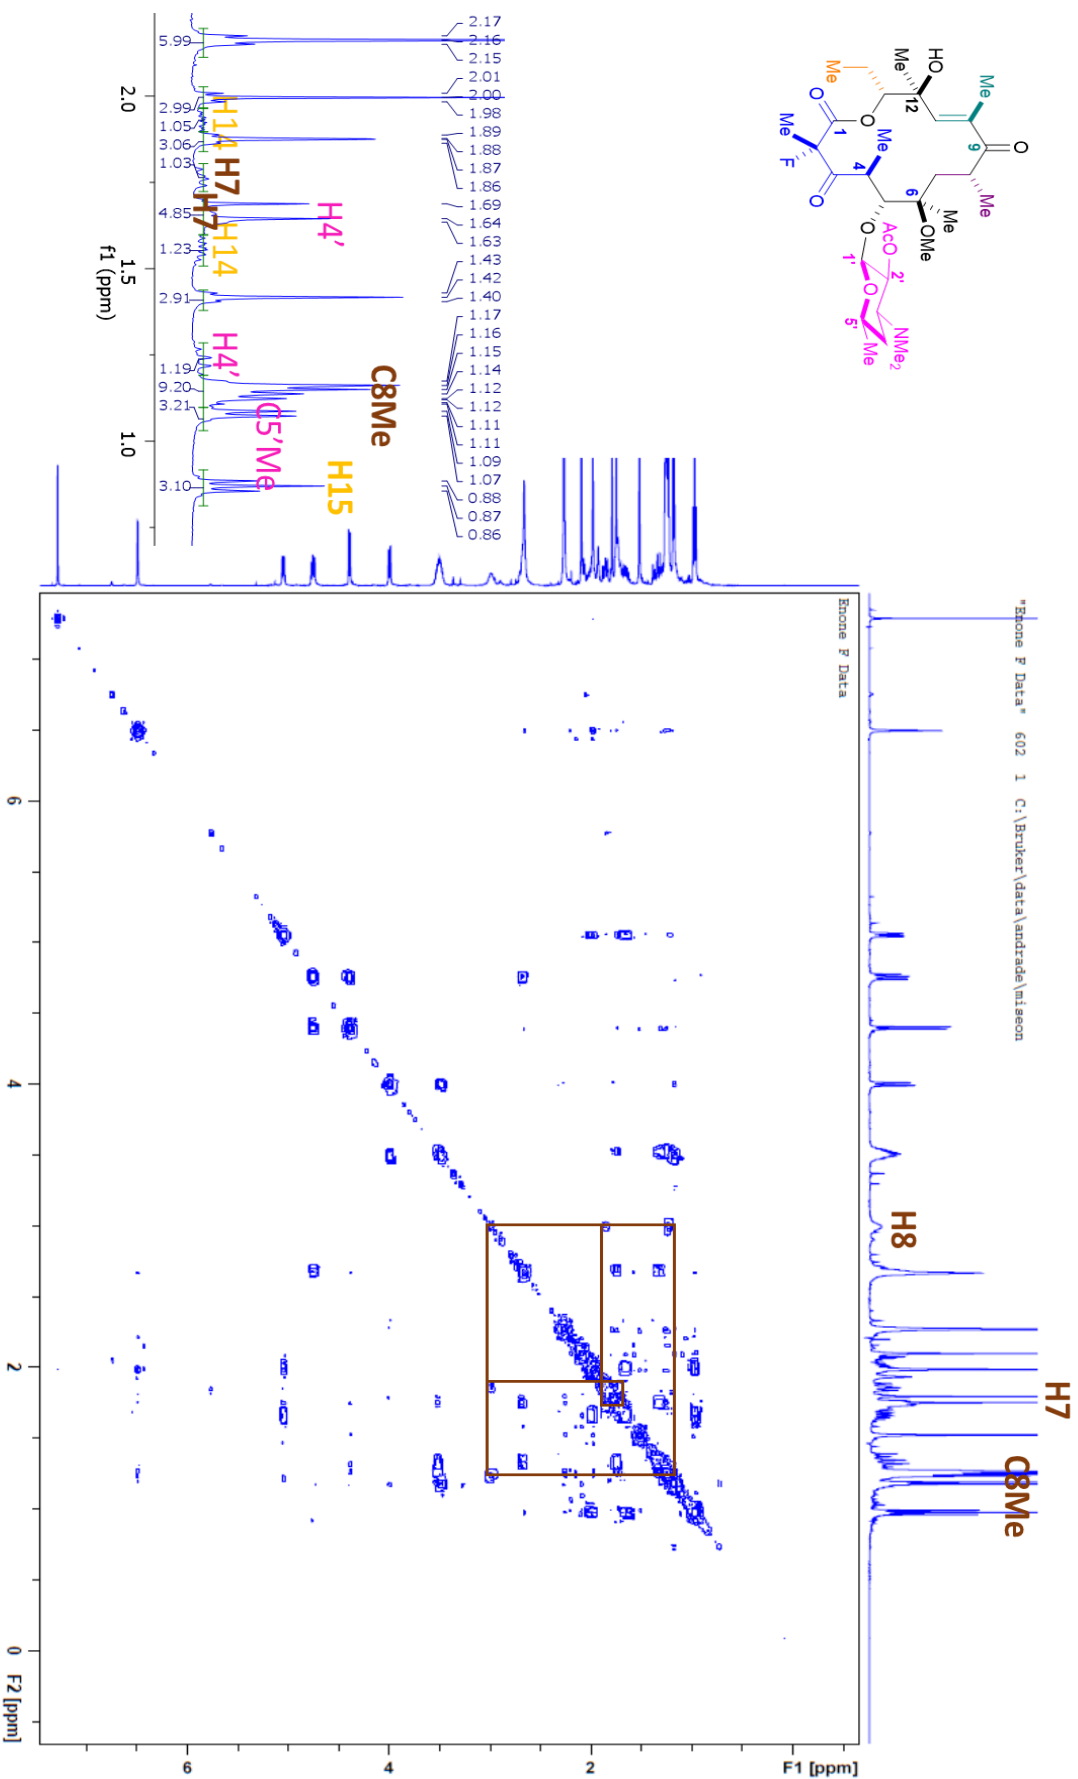 "Enone F Data" 602 1 C:\Bruker\data\andrade\miseon
Me
HO
12
Me
Me
9
O
Me
6
Me
OMe
O
1
O
Me
4
Me
F
O
O
AcO
2'
1'
O
5'
NMe2
Me
2.17
2.16
2.15
2.01
2.00
1.98
1.89
1.88
1.87
1.86
1.69
1.64
1.63
1.43
1.42
1.40
1.17
1.16
1.15
1.14
1.12
1.12
1.11
1.11
1.09
1.07
0.88
0.87
0.86
H14
H7
H7
H14
H4'
H4'
C8Me
C5'Me
H15
5.99
2.99
1.05
3.06
1.03
4.85
1.23
2.91
1.19
9.20
3.21
3.10
2.0
1.5
1.0
f1 (ppm)
H8
H7
C8Me
Enone F Data
6
4
2
0
F2 [ppm]
6
4
2
F1 [ppm]